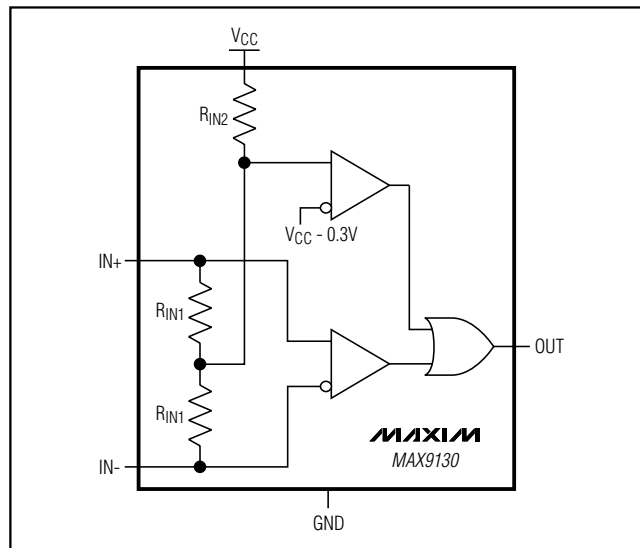 VCC
RIN2
VCC - 0.3V
IN+
RIN1
OUT
RIN1
MAXIM
MAX9130
IN-
GND